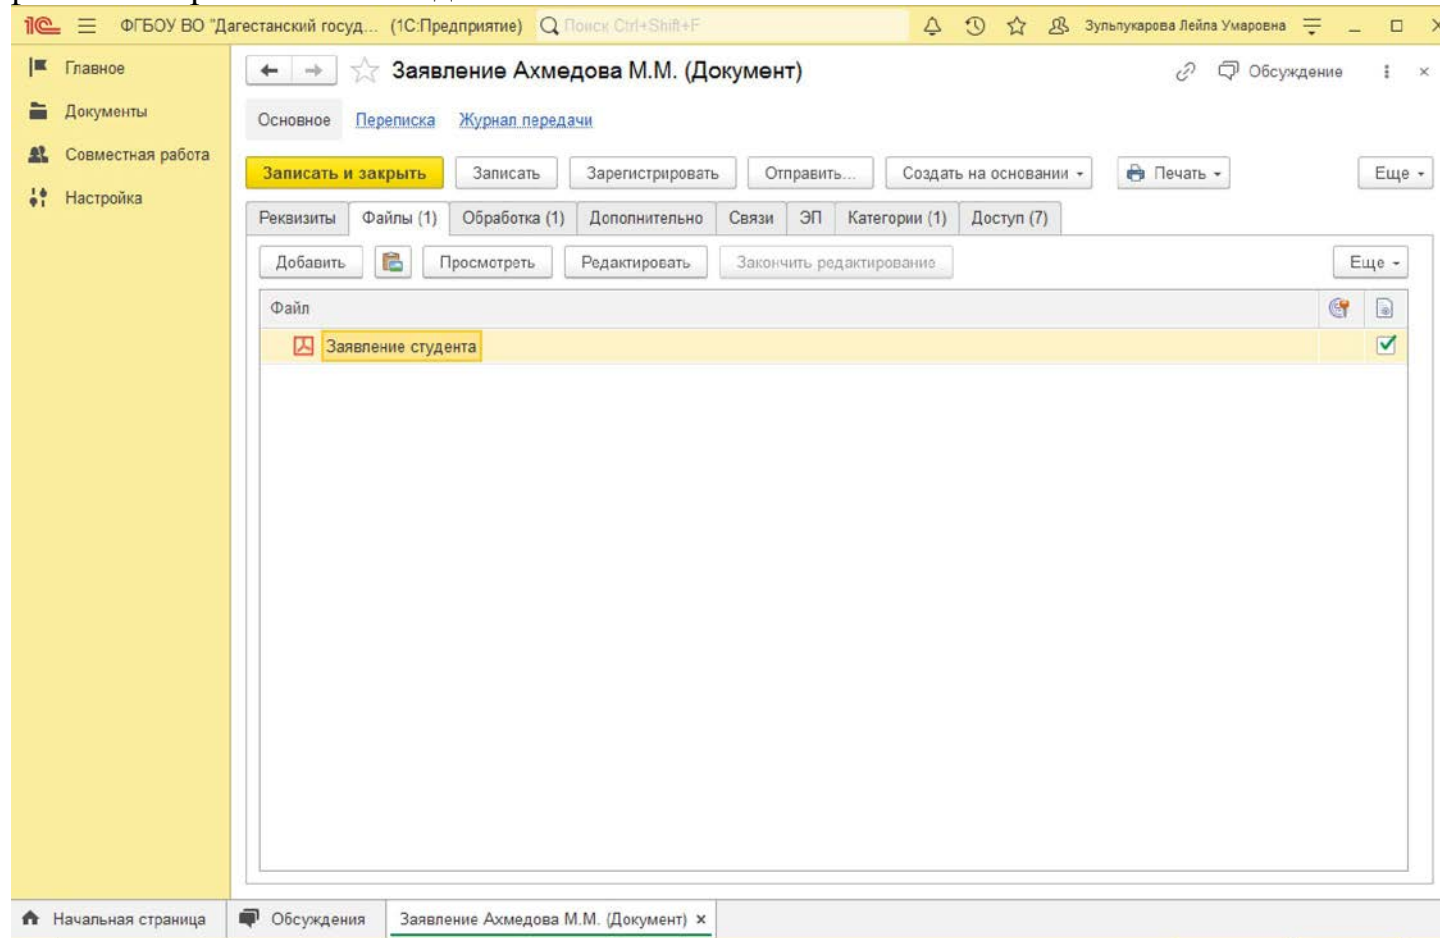 1С ФГБОУ ВО "Дагестанский госуд... (1С:Предприятие) Поиск Ctrl+Shift+F Зульпукарова Лейла Умаровна
Главное
Документы
Совместная работа
Настройка
Заявление Ахмедова М.М. (Документ) Обсуждение
Основное Переписка Журнал передачи
Записать и закрыть Записать Зарегистрировать Отправить... Создать на основании Печать Еще
Реквизиты Файлы (1) Обработка (1) Дополнительно Связи ЭП Категории (1) Доступ (7)
Добавить Просмотреть Редактировать Закончить редактирование Еще
Файл
Заявление студента
Начальная страница Обсуждения Заявление Ахмедова М.М. (Документ) ×